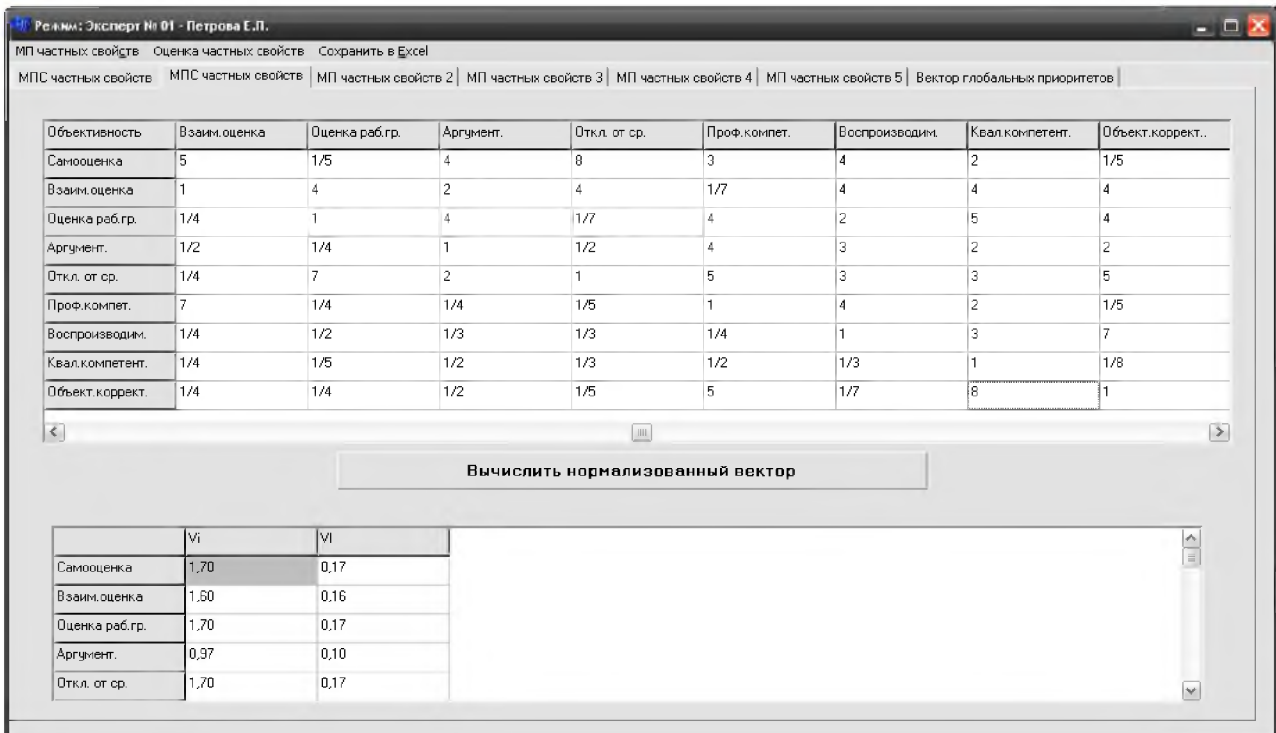 Режим: Эксперт № 01 - Петрова Е.П.
МП частных свойств Оценка частных свойств Сохранить в Excel
МПС частных свойств МПС частных свойств МП частных свойств 2 МП частных свойств 3 МП частных свойств 4 МП частных свойств 5 Вектор глобальных приоритетов
Объективность Взаим.оценка Оценка раб.гр. Аргумент. Откл. от ср. Проф.компет. Воспроизводим. Квал.компетент. Объект.коррект..
Самооценка 5 1/5 4 8 3 4 2 1/5
Взаим.оценка 1 4 2 4 1/7 4 4 4
Оценка раб.гр. 1/4 1 4 1/7 4 2 5 4
Аргумент. 1/2 1/4 1 1/2 4 3 2 2
Откл. от ср. 1/4 7 2 1 5 3 3 5
Проф.компет. 7 1/4 1/4 1/5 1 4 2 1/5
Воспроизводим. 1/4 1/2 1/3 1/3 1/4 1 3 7
Квал.компетент. 1/4 1/5 1/2 1/3 1/2 1/3 1 1/8
Объект.коррект. 1/4 1/4 1/2 1/5 5 1/7 8 1
Вычислить нормализованный вектор
Vi VI
Самооценка 1,70 0,17
Взаим.оценка 1,60 0,16
Оценка раб.гр. 1,70 0,17
Аргумент. 0,97 0,10
Откл. от ср. 1,70 0,17